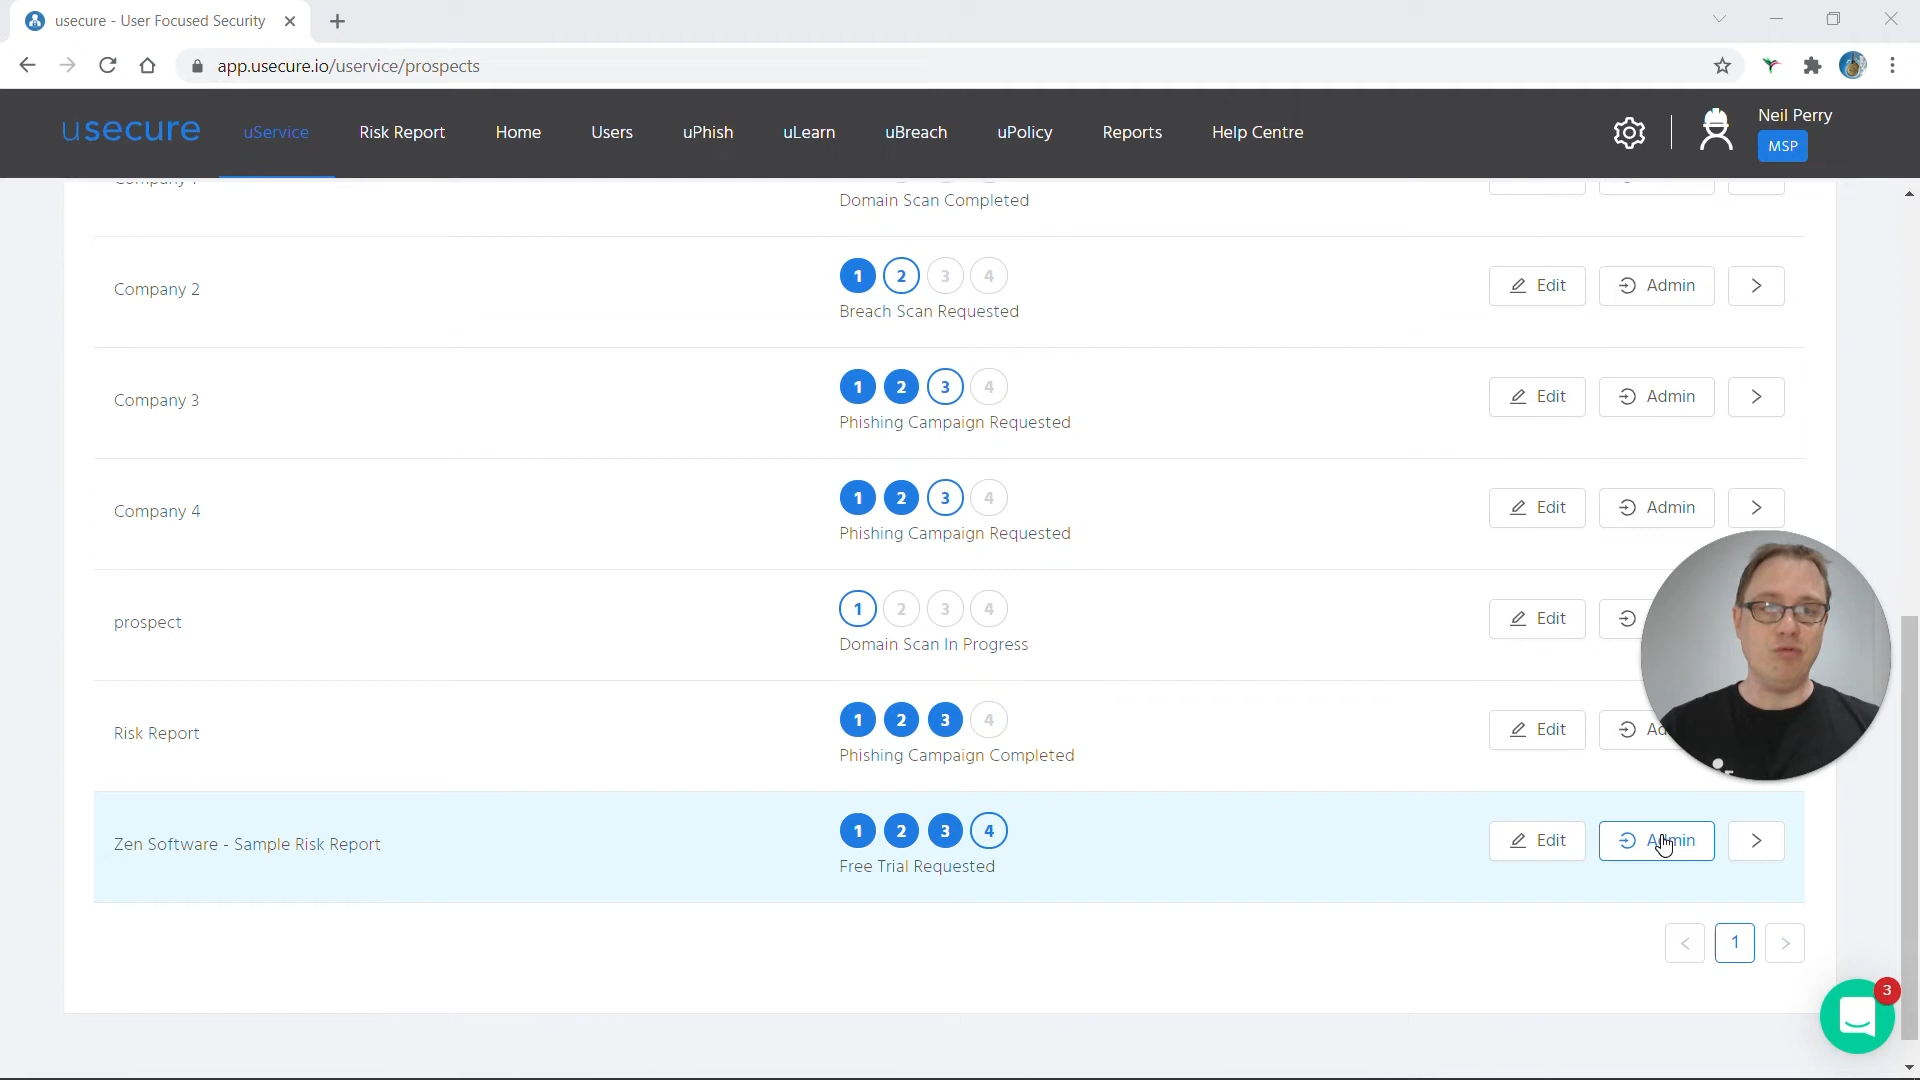 usecure - User Focused Security
app.usecure.io/uservice/prospects
usecure uService Risk Report Home Users uPhish uLearn uBreach uPolicy Reports Help Centre
Neil Perry
MSP
Domain Scan Completed
Company 2
1 2 3 4
Breach Scan Requested
Edit Admin
Company 3
1 2 3 4
Phishing Campaign Requested
Edit Admin
Company 4
1 2 3 4
Phishing Campaign Requested
Edit Admin
prospect
1 2 3 4
Domain Scan In Progress
Edit
Risk Report
1 2 3 4
Phishing Campaign Completed
Edit
Zen Software - Sample Risk Report
1 2 3 4
Free Trial Requested
Edit Admin
< 1 >
3